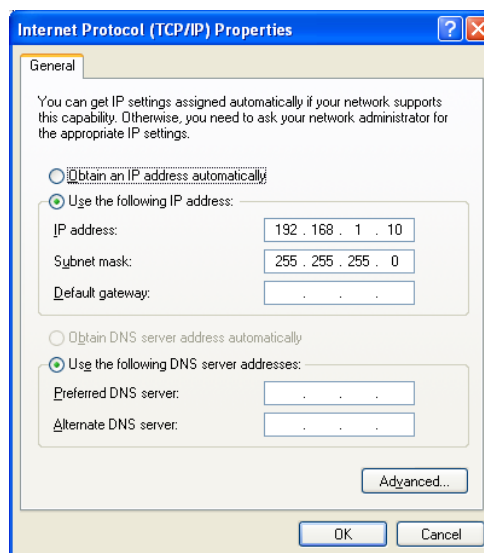 Internet Protocol (TCP/IP) Properties
General
You can get IP settings assigned automatically if your network supports
this capability. Otherwise, you need to ask your network administrator for
the appropriate IP settings.
Obtain an IP address automatically
Use the following IP address:
IP address: 192 . 168 . 1 . 10
Subnet mask: 255 . 255 . 255 . 0
Default gateway: . . .
Obtain DNS server address automatically
Use the following DNS server addresses:
Preferred DNS server: . . .
Alternate DNS server: . . .
Advanced...
OK Cancel